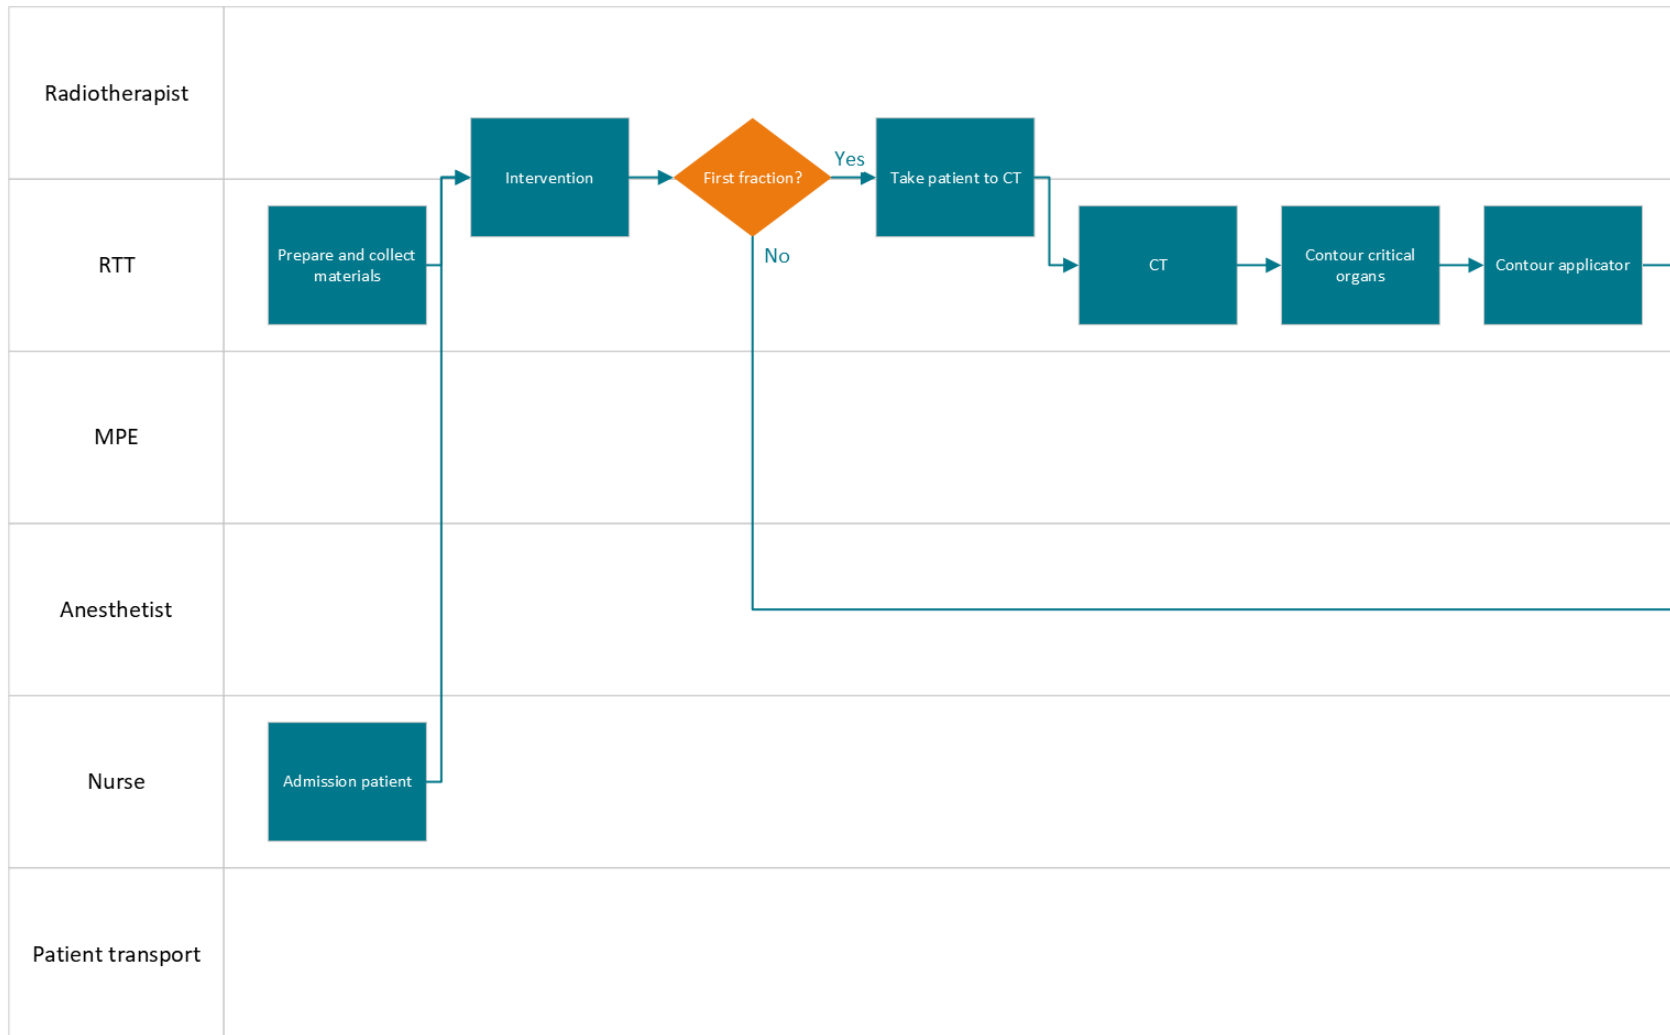 Radiotherapist
Intervention
First fraction?
Yes
Take patient to CT
No
RTT
Prepare and collect
materials
CT
Contour critical
organs
Contour applicator
MPE
Anesthetist
Nurse
Admission patient
Patient transport